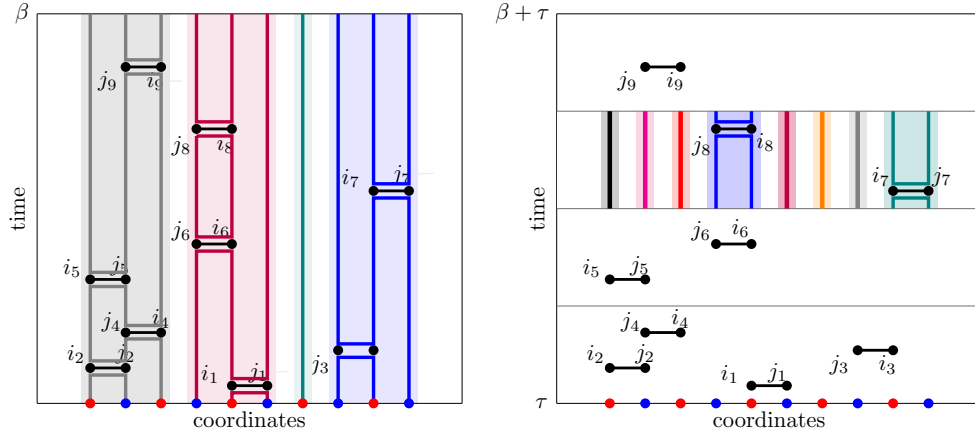 β
j₉ i₉
j₈ i₈
i₇ j₇
j₆ i₆
i₅ j₅
j₄ i₄
i₂ j₂ j₃
i₁ j₁
time
coordinates
β + τ
j₉ i₉
j₈ i₈
i₇ j₇
j₆ i₆
i₅ j₅
j₄ i₄
i₂ j₂ j₃ i₃
i₁ j₁
τ
time
coordinates